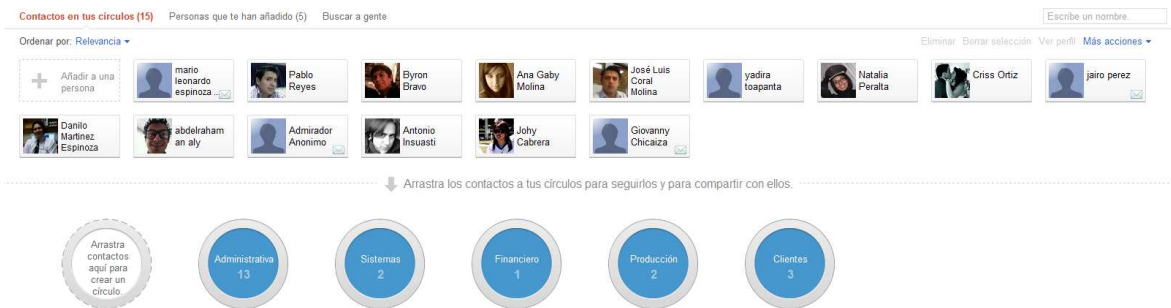 Contactos en tus círculos (15) Personas que te han añadido (5) Buscar a gente Escribe un nombre.
Ordenar por: Relevancia Eliminar Borrar selección Ver perfil Más acciones
Añadir a una
persona
mario
leonardo
espinoza ...
Pablo
Reyes
Byron
Bravo
Ana Gaby
Molina
José Luis
Coral
Molina
yadira
toapanta
Natalia
Peralta
Criss Ortiz
jairo perez
Danilo
Martinez
Espinoza
abdelraham
an aly
Admirador
Anonimo
Antonio
Insuasti
Johy
Cabrera
Giovanny
Chicaiza
Arrastra los contactos a tus círculos para seguirlos y para compartir con ellos.
Arrastra
contactos
aquí para
crear un
círculo.
Administrativa
13
Sistemas
2
Financiero
1
Producción
2
Clientes
3